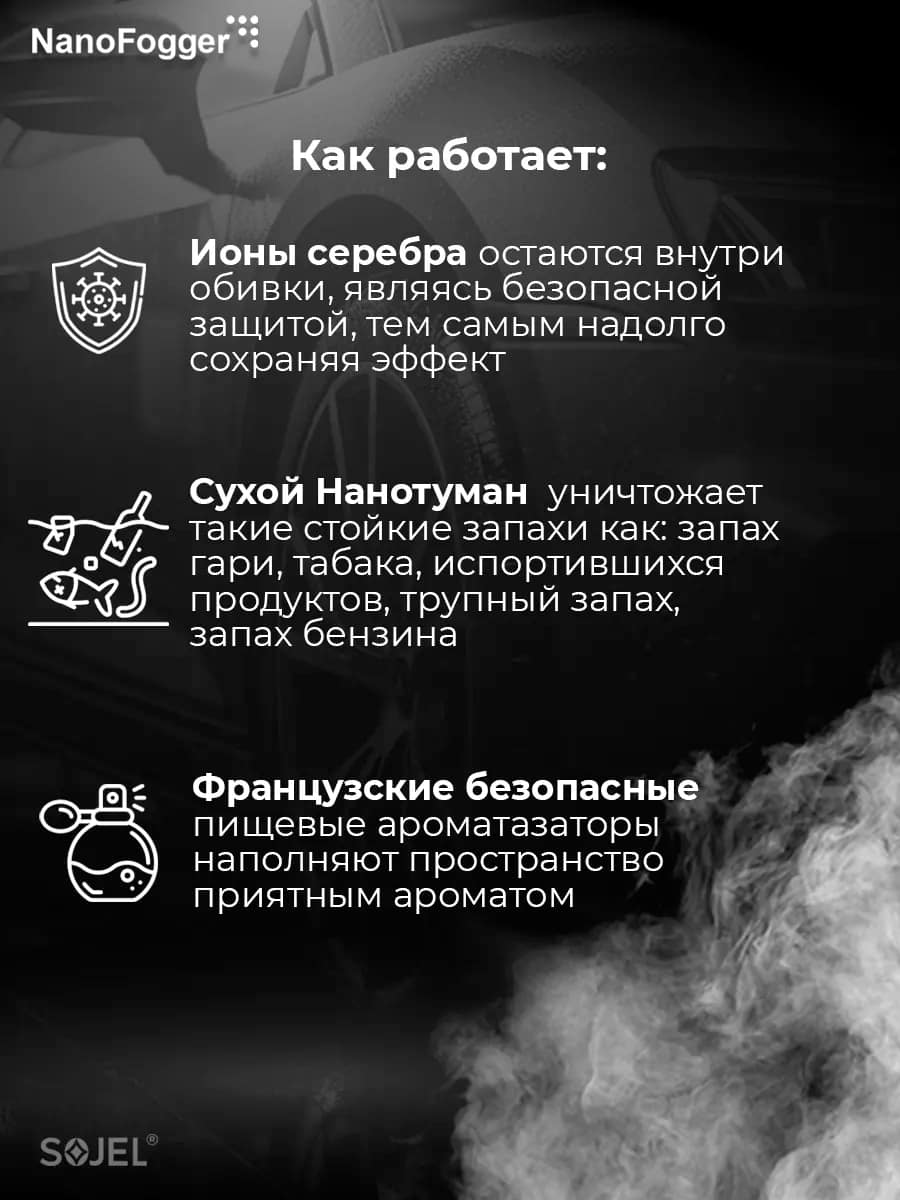 NanoFogger
Как работает:
Ионы серебра остаются внутри
обивки, являясь безопасной
защитой, тем самым надолго
сохраняя эффект
Сухой Нанотуман уничтожает
такие стойкие запахи как: запах
гари, табака, испортившихся
продуктов, трупный запах,
запах бензина
Французские безопасные
пищевые ароматазаторы
наполняют пространство
приятным ароматом
SOJEL®